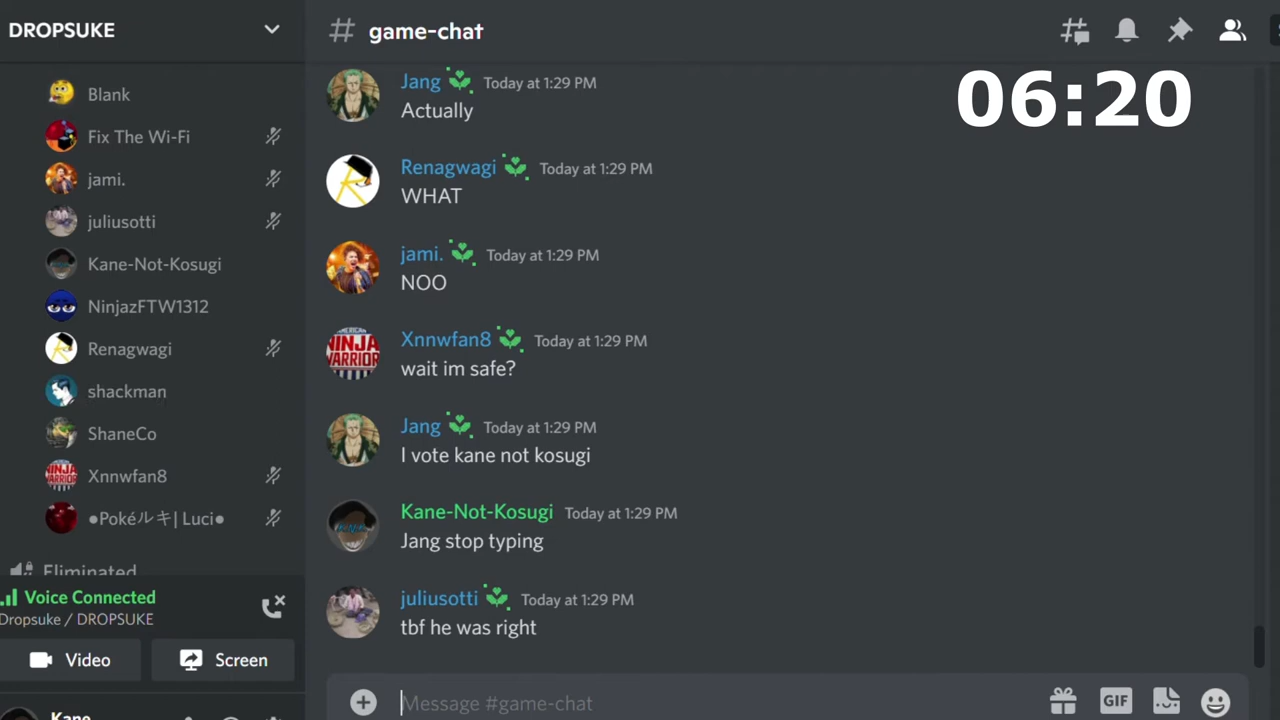 DROPSUKE
Blank
Fix The Wi-Fi
jami.
juliusotti
Kane-Not-Kosugi
NinjazFTW1312
Renagwagi
shackman
ShaneCo
Xnnwfan8
●Pokéルキ| Luci●
Eliminated
Voice Connected
Dropsuke / DROPSUKE
Video
Screen
Kane
# game-chat
06:20
Jang Today at 1:29 PM
Actually
Renagwagi Today at 1:29 PM
WHAT
jami. Today at 1:29 PM
NOO
AMERICAN
NINJA
WARRIOR
Xnnwfan8 Today at 1:29 PM
wait im safe?
Jang Today at 1:29 PM
I vote kane not kosugi
Kane-Not-Kosugi Today at 1:29 PM
Jang stop typing
juliusotti Today at 1:29 PM
tbf he was right
Message #game-chat
GIF